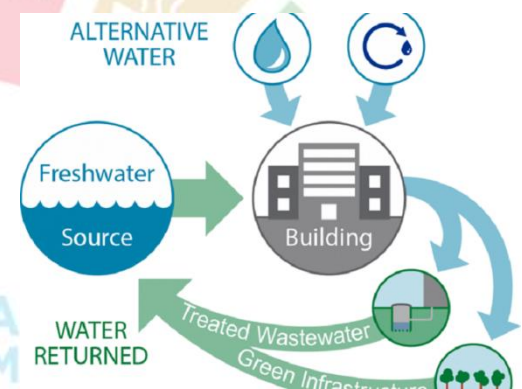 ALTERNATIVE
WATER
Freshwater
Source
Building
Treated Wastewater
WATER
RETURNED
Green Infrastructure